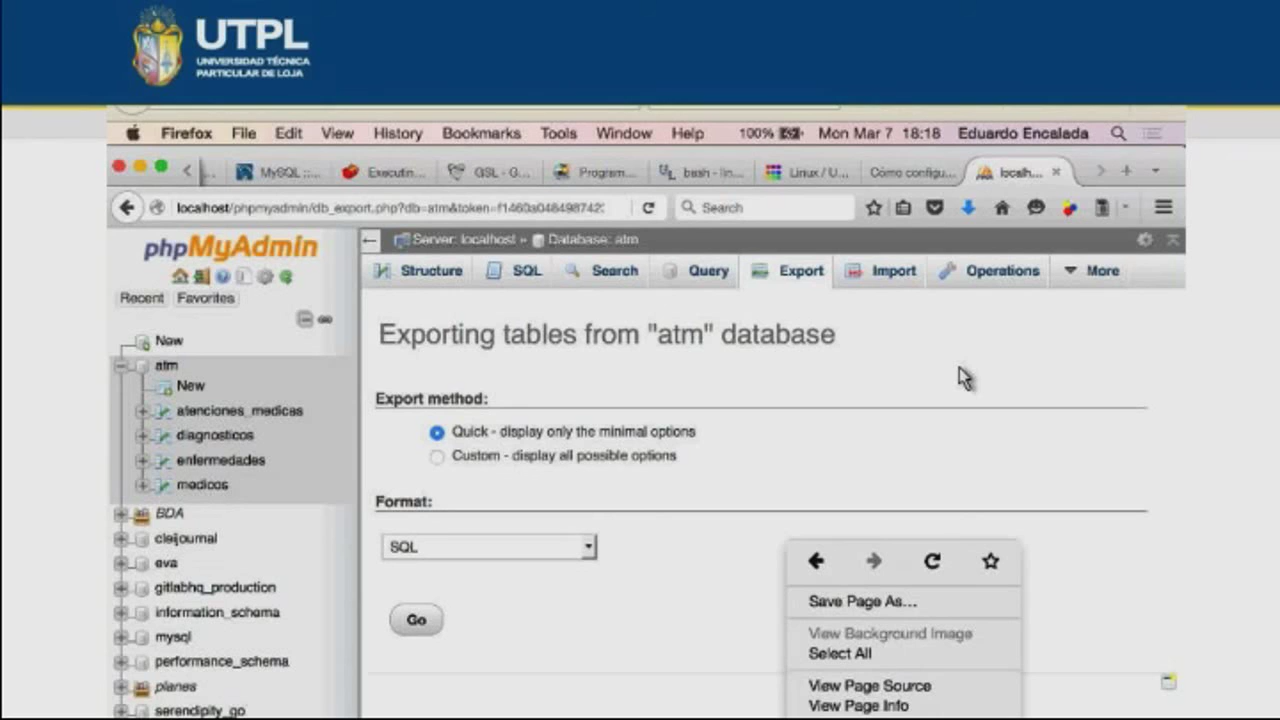 UTPL
UNIVERSIDAD TÉCNICA
PARTICULAR DE LOJA
Firefox File Edit View History Bookmarks Tools Window Help 100% Mon Mar 7 18:18 Eduardo Encalada
MySQL ::... Executin... GSL - G... Program... bash - lin... Linux / U... Cómo configu... localh...
localhost/phpmyadmin/db_export.php?db=atm&token= Search
phpMyAdmin
Server: localhost » Database: atm
Structure SQL Search Query Export Import Operations More
Recent Favorites
Exporting tables from "atm" database
New
atm
New
atenciones_medicas
diagnosticos
enfermedades
medicos
BDA
cleijournal
eva
gitlabhq_production
information_schema
mysql
performance_schema
planes
serendipity_go
Export method:
Quick - display only the minimal options
Custom - display all possible options
Format:
SQL
Go
Save Page As...
View Background Image
Select All
View Page Source
View Page Info